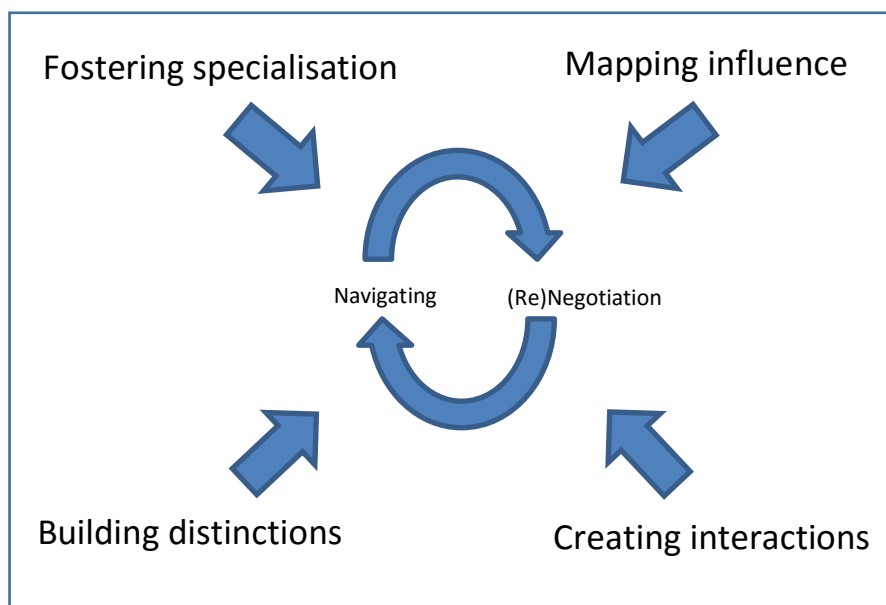 Fostering specialisation
Mapping influence
Navigating
(Re)Negotiation
Building distinctions
Creating interactions